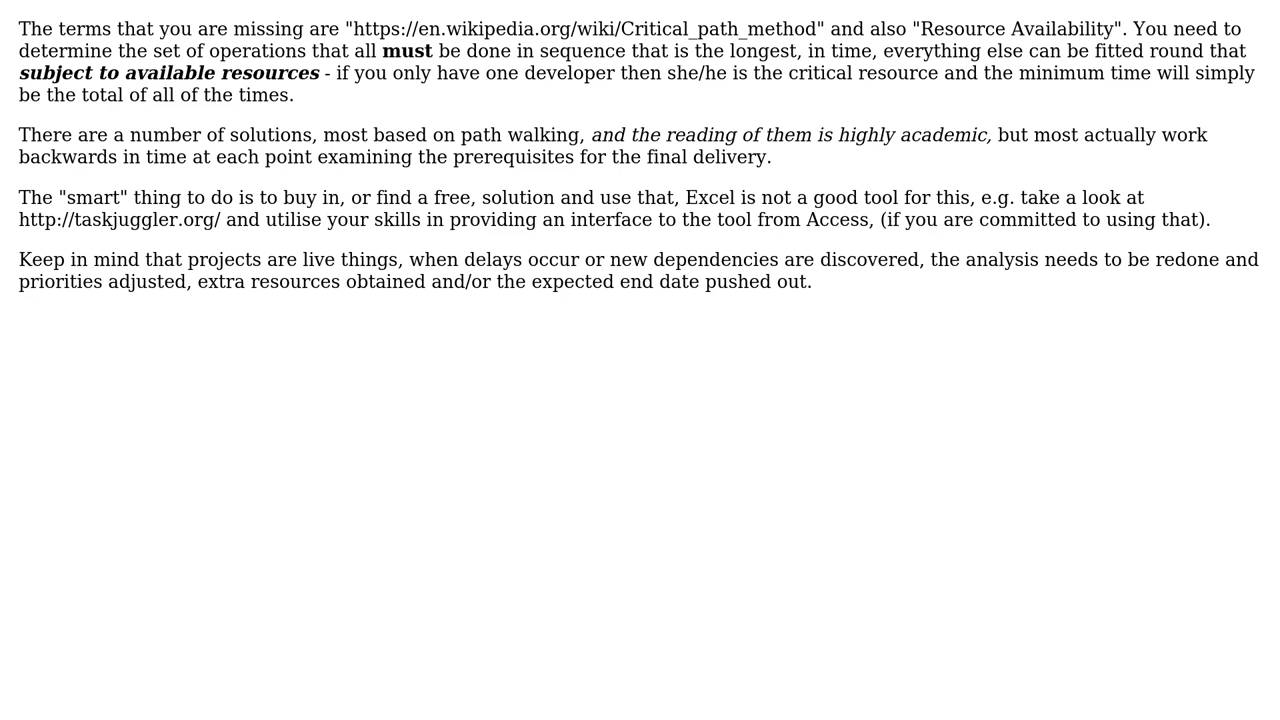 The terms that you are missing are "https://en.wikipedia.org/wiki/Critical_path_method" and also "Resource Availability". You need to
determine the set of operations that all must be done in sequence that is the longest, in time, everything else can be fitted round that
subject to available resources - if you only have one developer then she/he is the critical resource and the minimum time will simply
be the total of all of the times.
There are a number of solutions, most based on path walking, and the reading of them is highly academic, but most actually work
backwards in time at each point examining the prerequisites for the final delivery.
The "smart" thing to do is to buy in, or find a free, solution and use that, Excel is not a good tool for this, e.g. take a look at
http://taskjuggler.org/ and utilise your skills in providing an interface to the tool from Access, (if you are committed to using that).
Keep in mind that projects are live things, when delays occur or new dependencies are discovered, the analysis needs to be redone and
priorities adjusted, extra resources obtained and/or the expected end date pushed out.